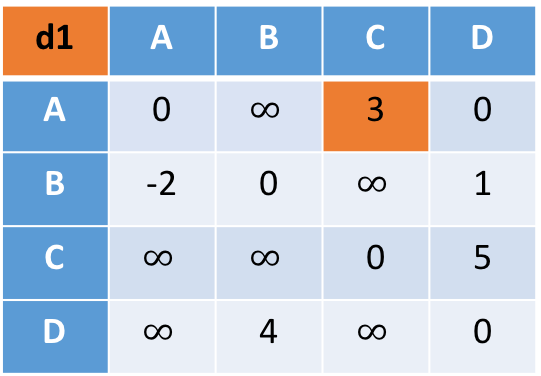 d1 A B C D
A 0 ∞ 3 0
B -2 0 ∞ 1
C ∞ ∞ 0 5
D ∞ 4 ∞ 0